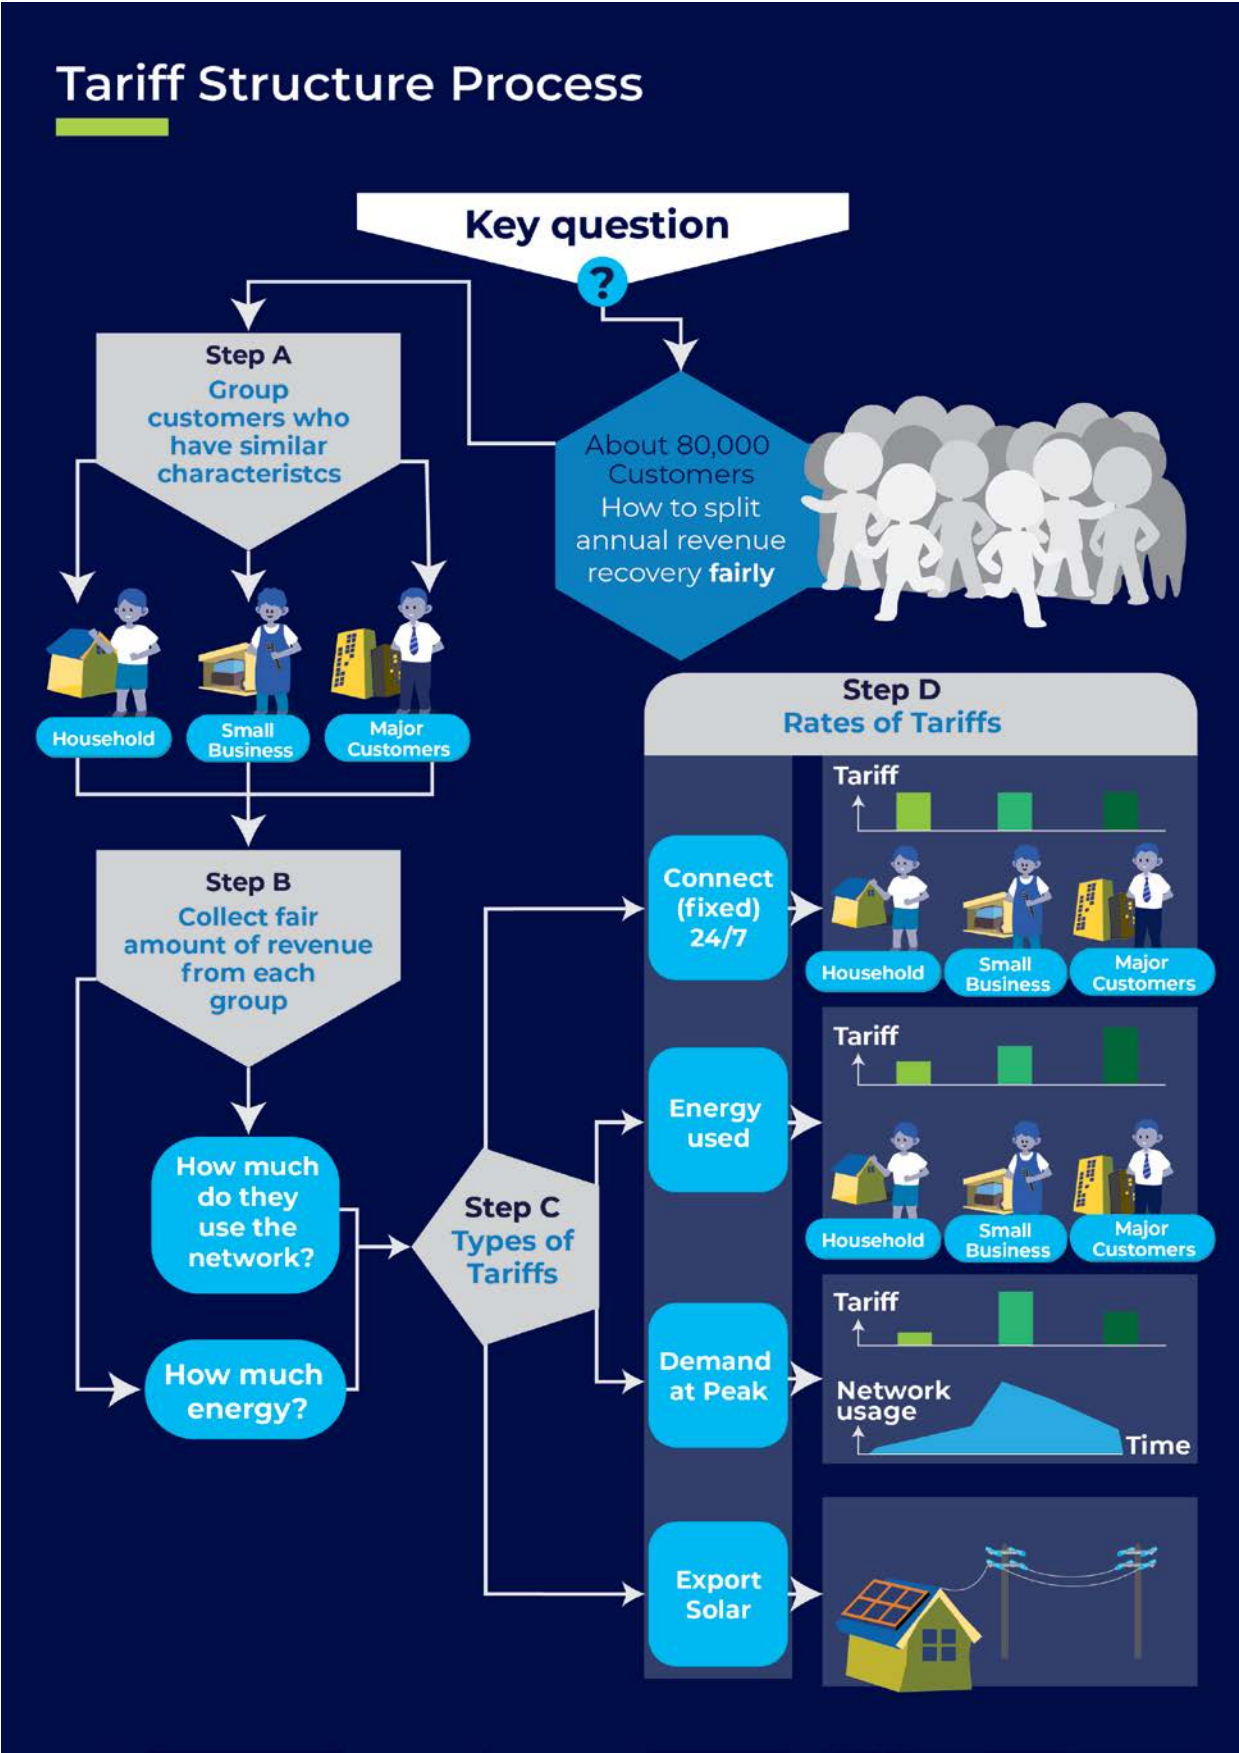 Tariff Structure Process
Key question
?
About 80,000
Customers
How to split
annual revenue
recovery fairly
Step A
Group
customers who
have similar
characteristcs
Household
Small
Business
Major
Customers
Step B
Collect fair
amount of revenue
from each
group
How much
do they
use the
network?
How much
energy?
Step C
Types of
Tariffs
Step D
Rates of Tariffs
Connect
(fixed)
24/7
Tariff
Household
Small
Business
Major
Customers
Energy
used
Tariff
Household
Small
Business
Major
Customers
Demand
at Peak
Tariff
Network
usage
Time
Export
Solar